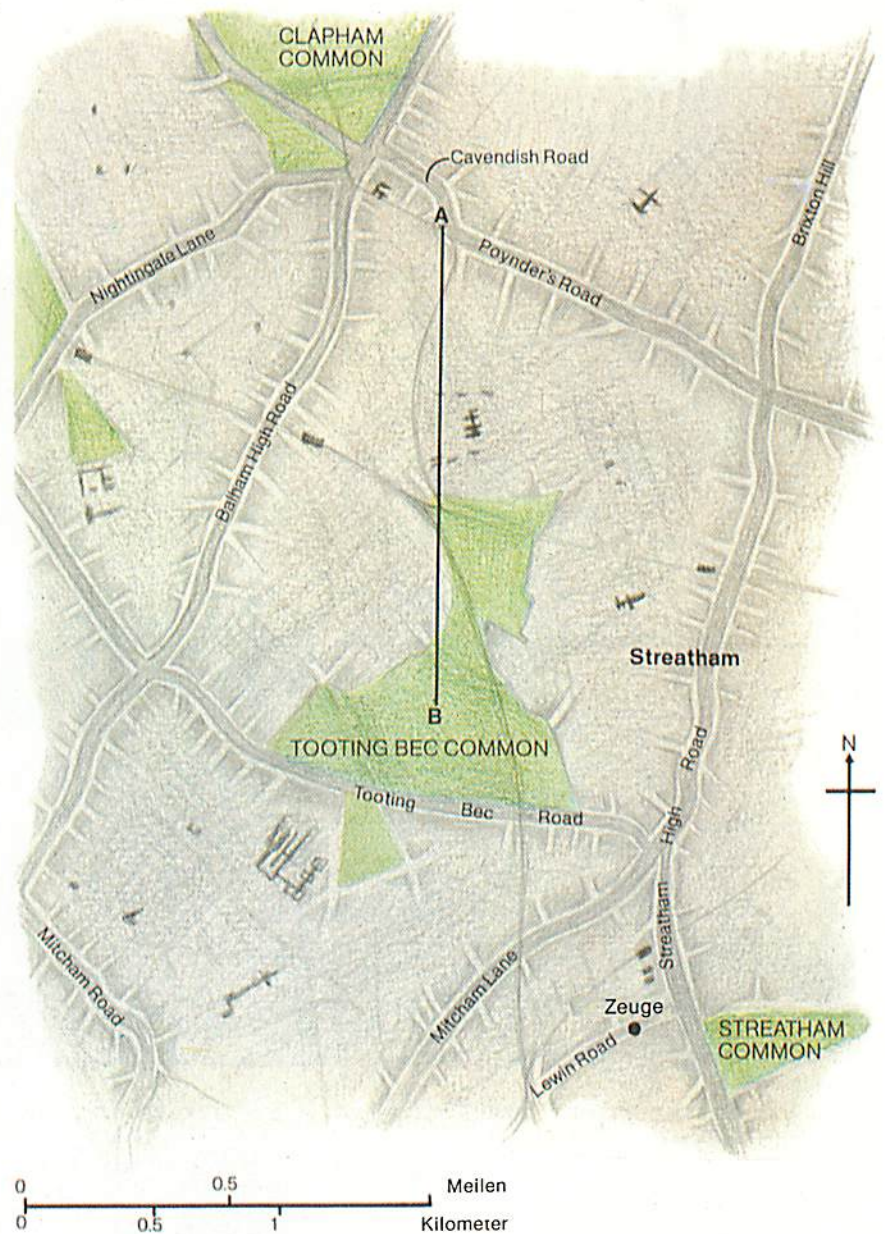 CLAPHAM
COMMON
Cavendish Road
A
Brixton Hill
Nightingale Lane
Poynder's Road
Balham High Road
Streatham
B
TOOTING BEC COMMON
N
Tooting Bec Road
Streatham High Road
Mitcham Road
Mitcham Lane
Zeuge
Lewin Road
STREATHAM
COMMON
0 0.5 Meilen
0 0.5 1 Kilometer